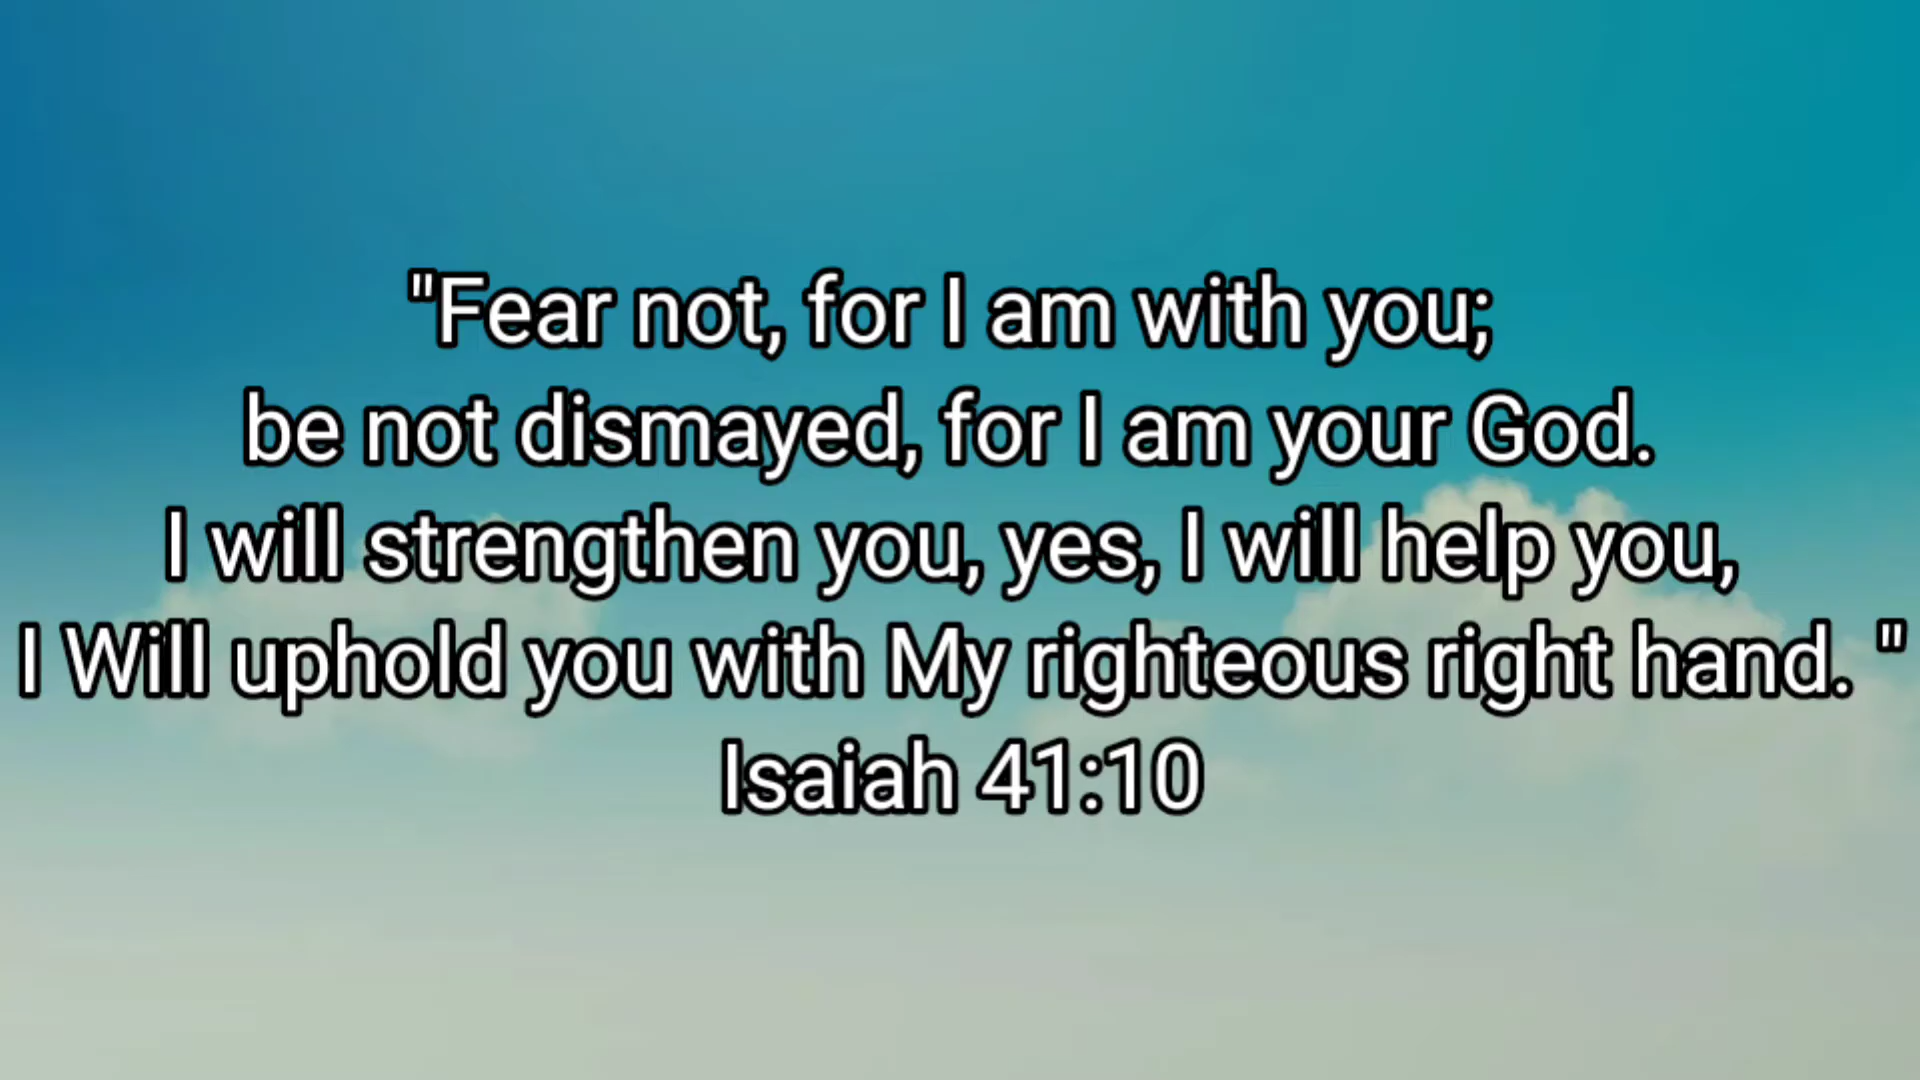 "Fear not, for I am with you;
be not dismayed, for I am your God.
I will strengthen you, yes, I will help you,
I Will uphold you with My righteous right hand. "
Isaiah 41:10